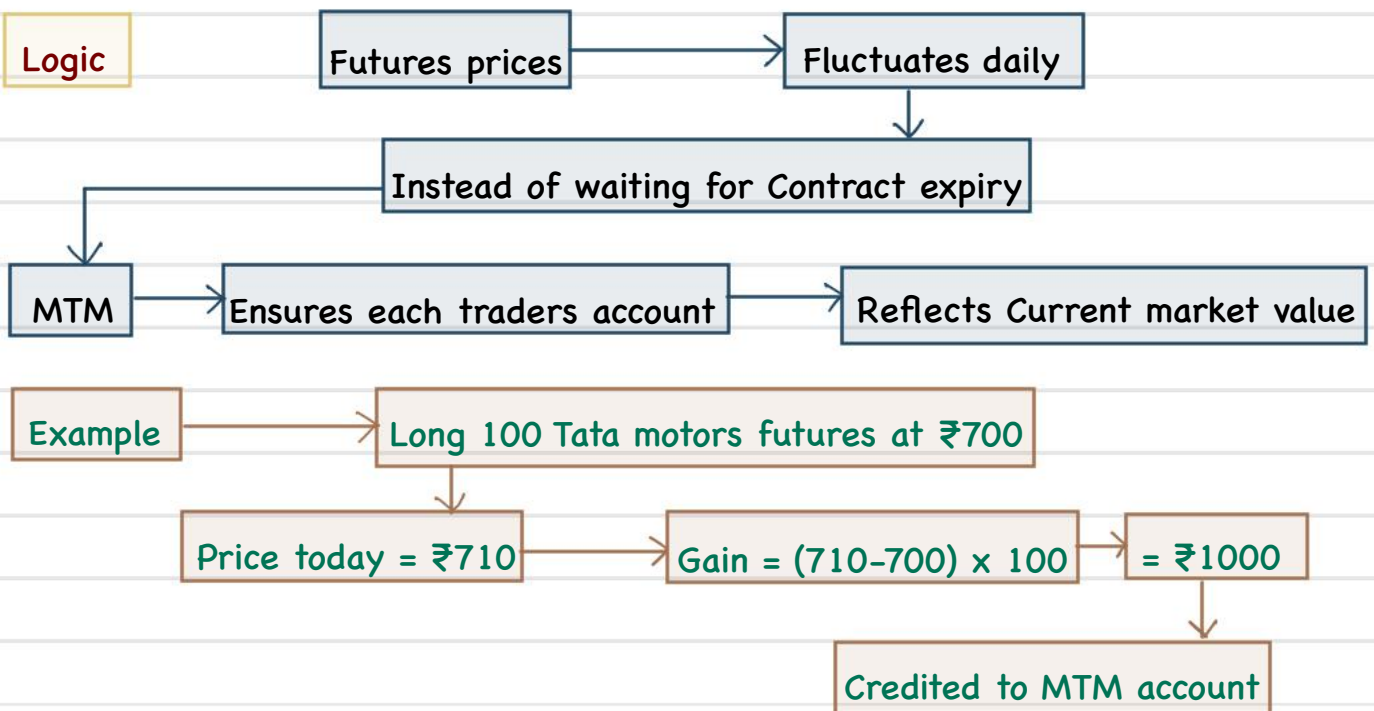 Logic
Futures prices
Fluctuates daily
Instead of waiting for Contract expiry
MTM
Ensures each traders account
Reflects Current market value
Example
Long 100 Tata motors futures at ₹700
Price today = ₹710
Gain = (710-700) x 100
= ₹1000
Credited to MTM account